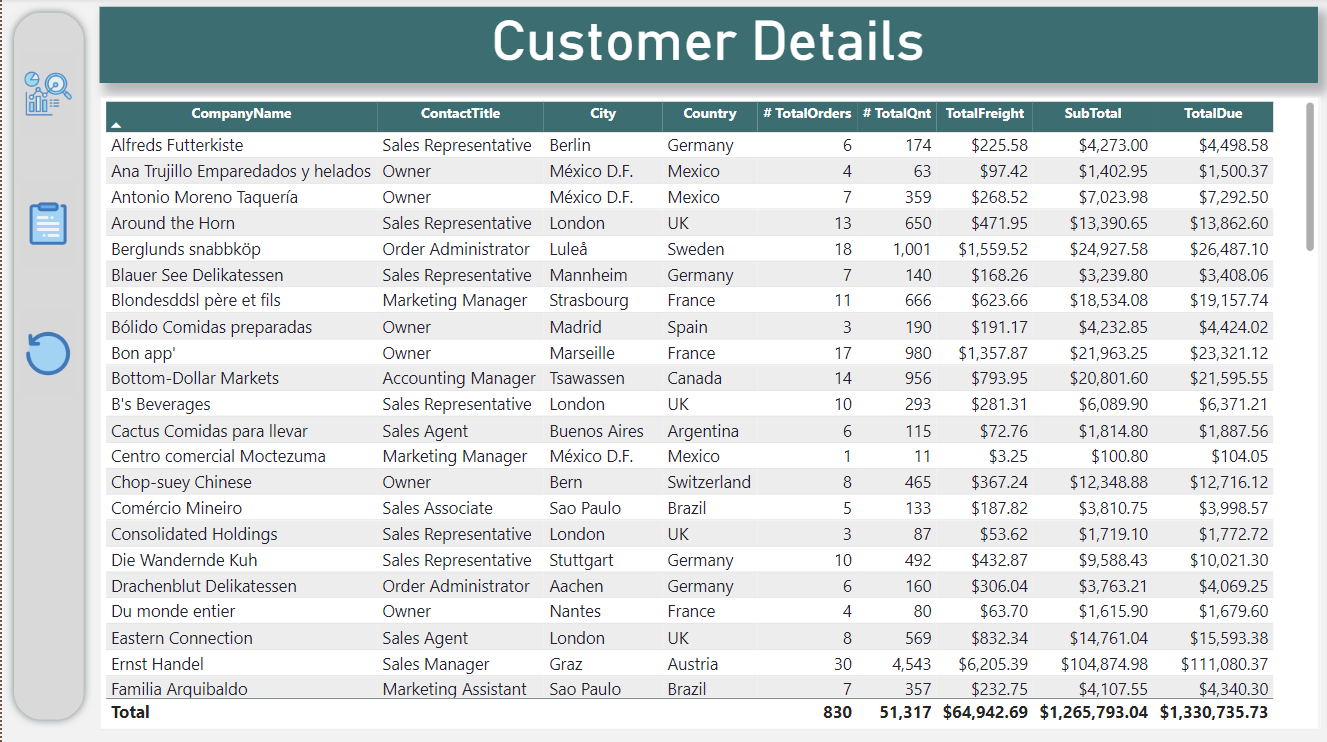 Customer Details
CompanyName ContactTitle City Country # TotalOrders # TotalQnt TotalFreight SubTotal TotalDue
Alfreds Futterkiste Sales Representative Berlin Germany 6 174 $225.58 $4,273.00 $4,498.58
Ana Trujillo Emparedados y helados Owner México D.F. Mexico 4 63 $97.42 $1,402.95 $1,500.37
Antonio Moreno Taquería Owner México D.F. Mexico 7 359 $268.52 $7,023.98 $7,292.50
Around the Horn Sales Representative London UK 13 650 $471.95 $13,390.65 $13,862.60
Berglunds snabbköp Order Administrator Luleå Sweden 18 1,001 $1,559.52 $24,927.58 $26,487.10
Blauer See Delikatessen Sales Representative Mannheim Germany 7 140 $168.26 $3,239.80 $3,408.06
Blondesddsl père et fils Marketing Manager Strasbourg France 11 666 $623.66 $18,534.08 $19,157.74
Bólido Comidas preparadas Owner Madrid Spain 3 190 $191.17 $4,232.85 $4,424.02
Bon app' Owner Marseille France 17 980 $1,357.87 $21,963.25 $23,321.12
Bottom-Dollar Markets Accounting Manager Tsawassen Canada 14 956 $793.95 $20,801.60 $21,595.55
B's Beverages Sales Representative London UK 10 293 $281.31 $6,089.90 $6,371.21
Cactus Comidas para llevar Sales Agent Buenos Aires Argentina 6 115 $72.76 $1,814.80 $1,887.56
Centro comercial Moctezuma Marketing Manager México D.F. Mexico 1 11 $3.25 $100.80 $104.05
Chop-suey Chinese Owner Bern Switzerland 8 465 $367.24 $12,348.88 $12,716.12
Comércio Mineiro Sales Associate Sao Paulo Brazil 5 133 $187.82 $3,810.75 $3,998.57
Consolidated Holdings Sales Representative London UK 3 87 $53.62 $1,719.10 $1,772.72
Die Wandernde Kuh Sales Representative Stuttgart Germany 10 492 $432.87 $9,588.43 $10,021.30
Drachenblut Delikatessen Order Administrator Aachen Germany 6 160 $306.04 $3,763.21 $4,069.25
Du monde entier Owner Nantes France 4 80 $63.70 $1,615.90 $1,679.60
Eastern Connection Sales Agent London UK 8 569 $832.34 $14,761.04 $15,593.38
Ernst Handel Sales Manager Graz Austria 30 4,543 $6,205.39 $104,874.98 $111,080.37
Familia Arquibaldo Marketing Assistant Sao Paulo Brazil 7 357 $232.75 $4,107.55 $4,340.30
Total 830 51,317 $64,942.69 $1,265,793.04 $1,330,735.73